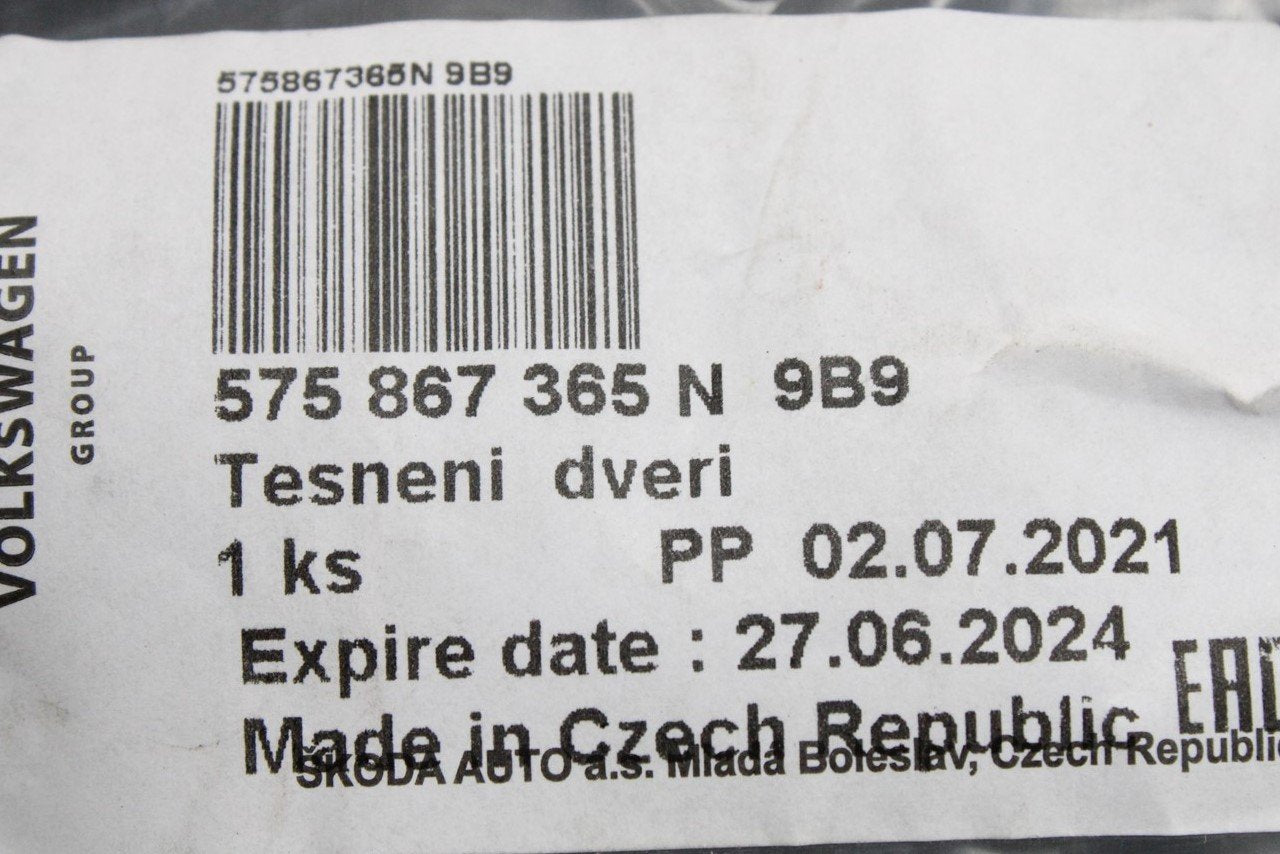 575867365N 9B9
VOLKSWAGEN
GROUP
575 867 365 N 9B9
Tesneni dveri
1 ks PP 02.07.2021
Expire date : 27.06.2024
EAC
Made in Czech Republic
ŠKODA AUTO a.s. Mladá Boleslav, Czech Republic